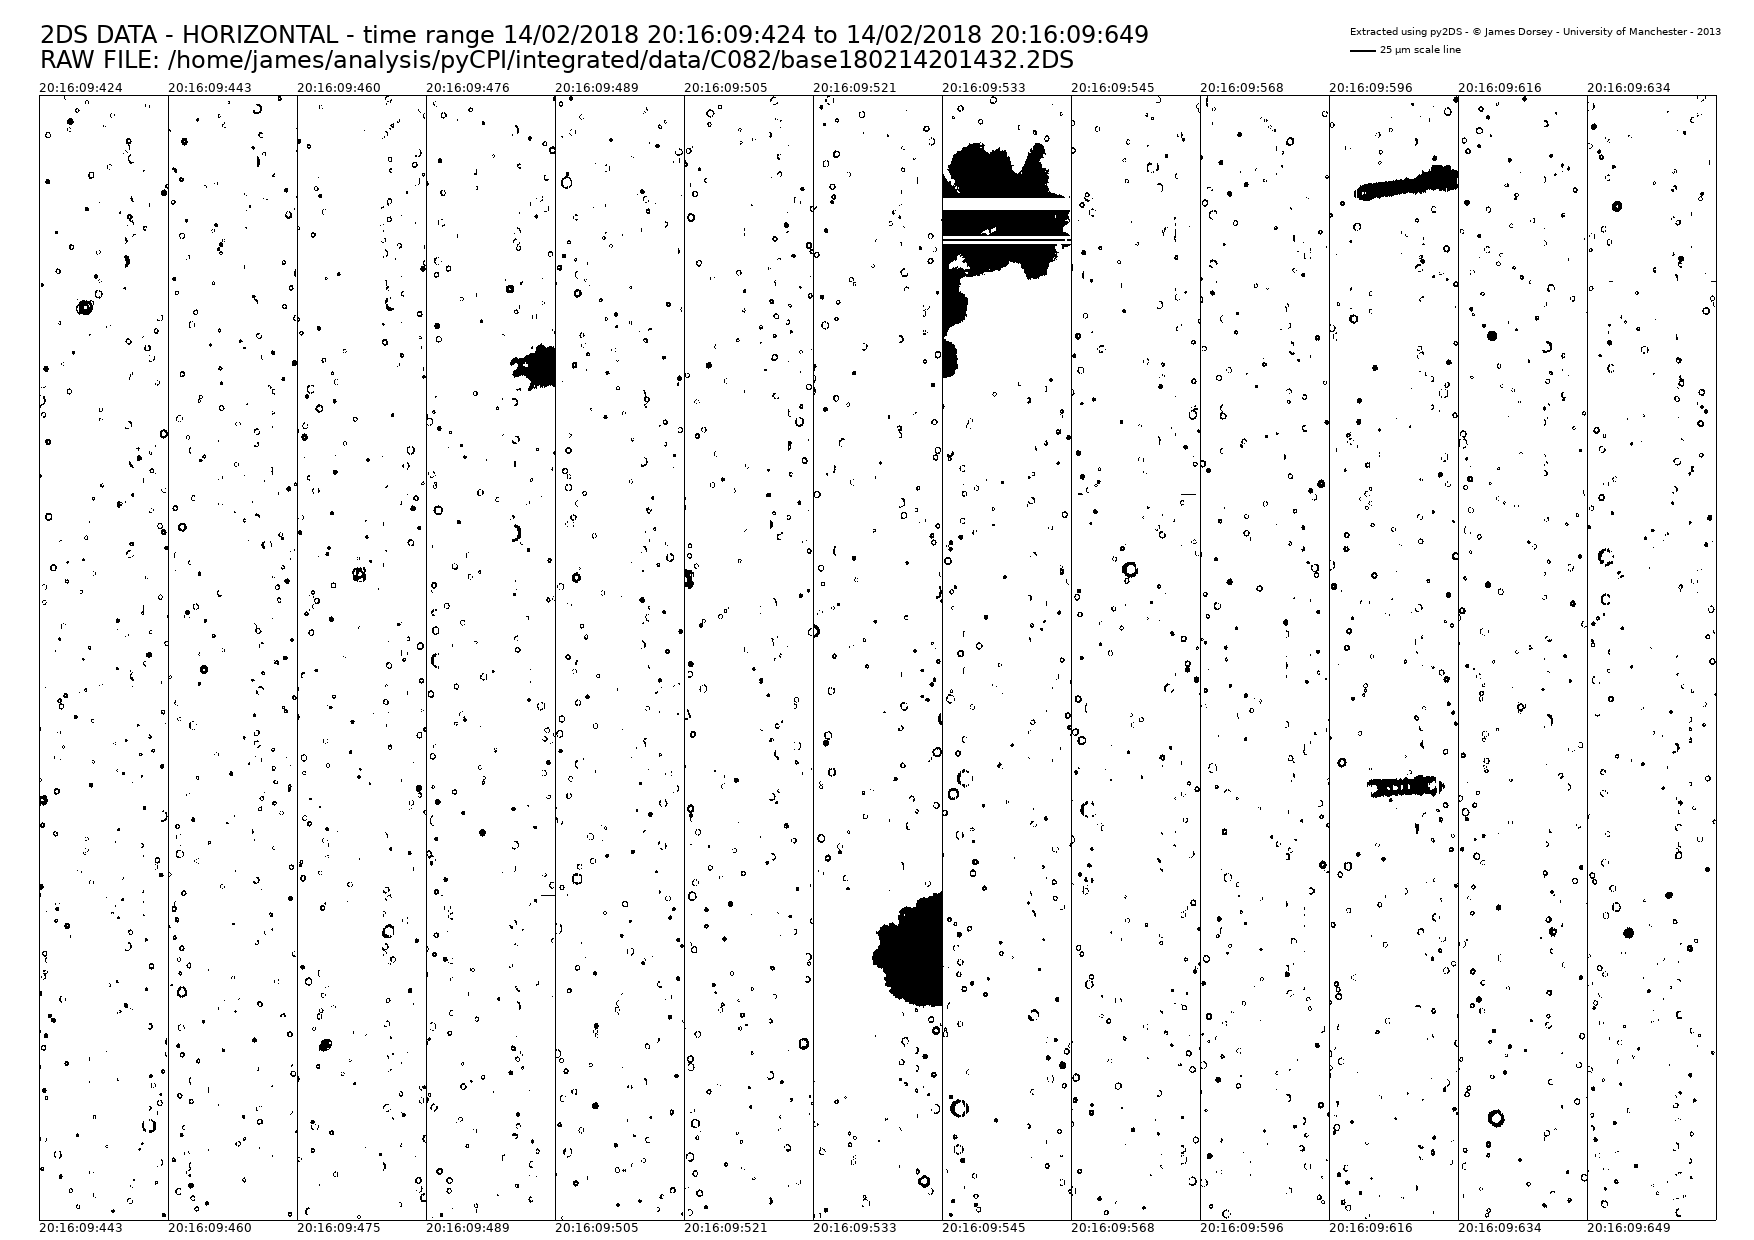 2DS DATA - HORIZONTAL - time range 14/02/2018 20:16:09:424 to 14/02/2018 20:16:09:649
RAW FILE: /home/james/analysis/pyCPI/integrated/data/C082/base180214201432.2DS
Extracted using py2DS - © James Dorsey - University of Manchester - 2013
25 µm scale line
20:16:09:424 20:16:09:443 20:16:09:460 20:16:09:476 20:16:09:489 20:16:09:505 20:16:09:521 20:16:09:533 20:16:09:545 20:16:09:568 20:16:09:596 20:16:09:616 20:16:09:634
20:16:09:443 20:16:09:460 20:16:09:475 20:16:09:489 20:16:09:505 20:16:09:521 20:16:09:533 20:16:09:545 20:16:09:568 20:16:09:596 20:16:09:616 20:16:09:634 20:16:09:649